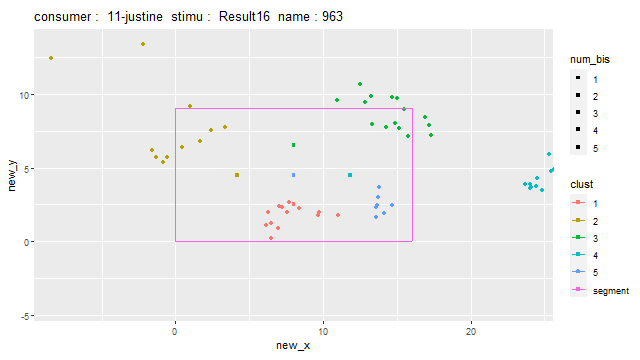 consumer :  11-justine  stimu :  Result16  name : 963
new_y
10
5
0
-5
0
10
20
new_x
num_bis
1
2
3
4
5
clust
1
2
3
4
5
segment